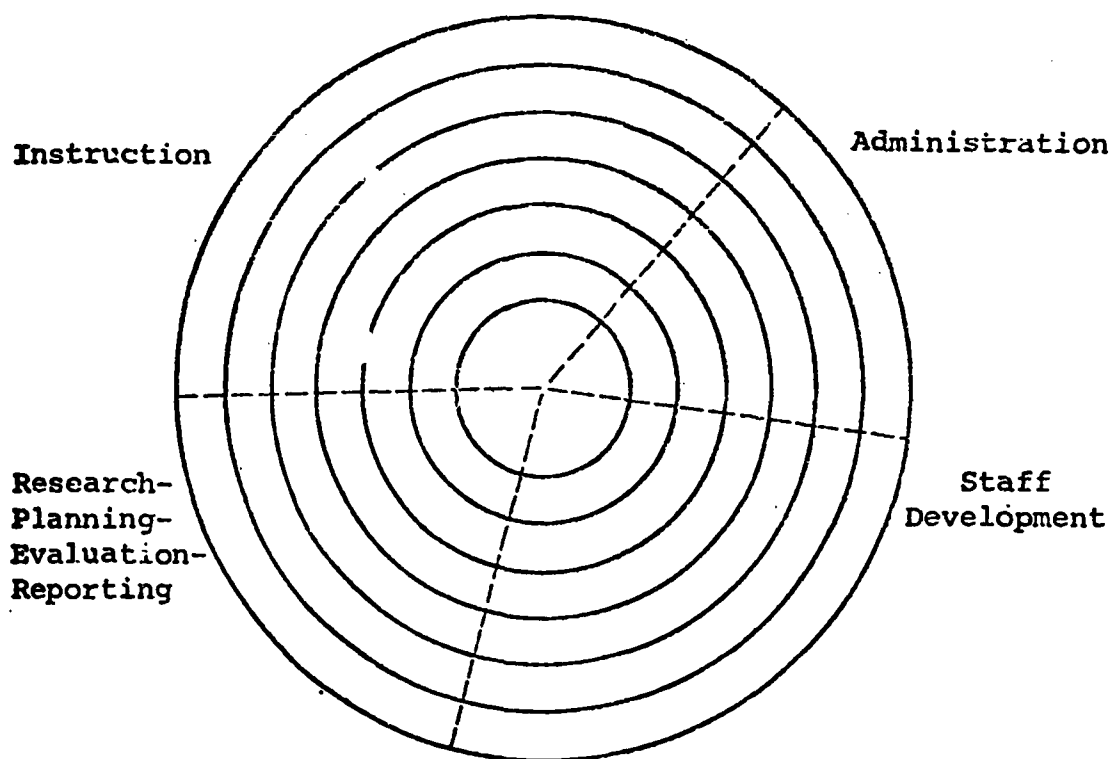 Instruction
Administration
Research-
Planning-
Evaluation-
Reporting
Staff
Development